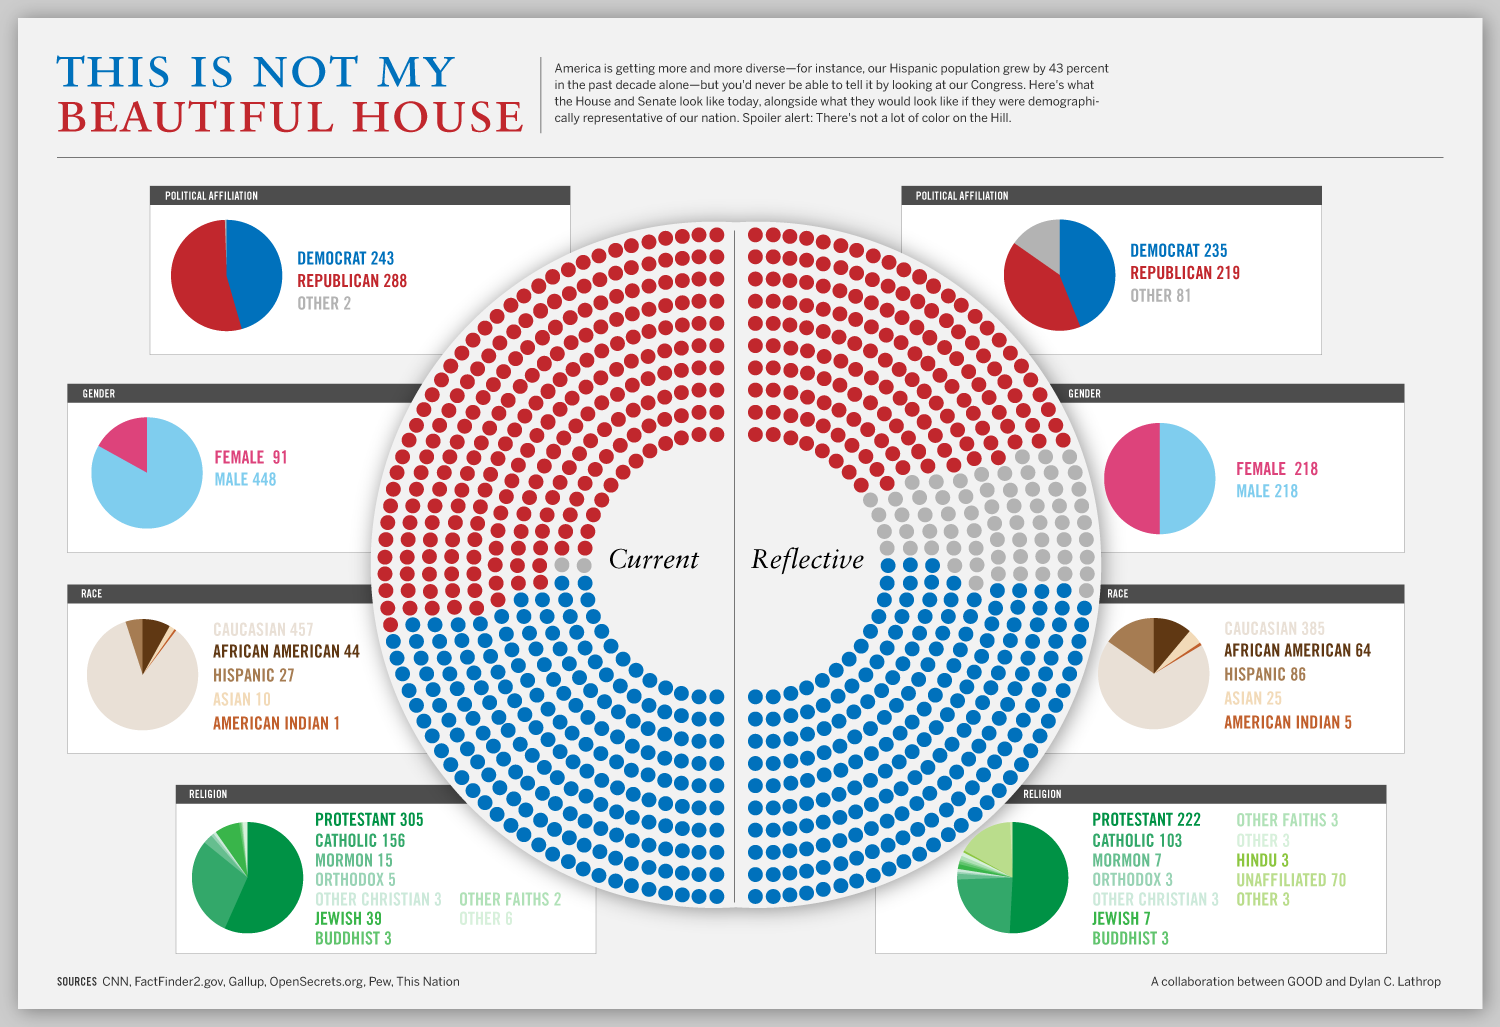 THIS IS NOT MY
BEAUTIFUL HOUSE
America is getting more and more diverse—for instance, our Hispanic population grew by 43 percent
in the past decade alone—but you'd never be able to tell it by looking at our Congress. Here's what
the House and Senate look like today, alongside what they would look like if they were demographi-
cally representative of our nation. Spoiler alert: There's not a lot of color on the Hill.
POLITICAL AFFILIATION
DEMOCRAT 243
REPUBLICAN 288
OTHER 2
GENDER
FEMALE 91
MALE 448
RACE
CAUCASIAN 457
AFRICAN AMERICAN 44
HISPANIC 27
ASIAN 10
AMERICAN INDIAN 1
RELIGION
PROTESTANT 305
CATHOLIC 156
MORMON 15
ORTHODOX 5
OTHER CHRISTIAN 3
JEWISH 39
BUDDHIST 3
OTHER FAITHS 2
OTHER 6
Current
Reflective
POLITICAL AFFILIATION
DEMOCRAT 235
REPUBLICAN 219
OTHER 81
GENDER
FEMALE 218
MALE 218
RACE
CAUCASIAN 385
AFRICAN AMERICAN 64
HISPANIC 86
ASIAN 25
AMERICAN INDIAN 5
RELIGION
PROTESTANT 222
CATHOLIC 103
MORMON 7
ORTHODOX 3
OTHER CHRISTIAN 3
JEWISH 7
BUDDHIST 3
OTHER FAITHS 3
OTHER 3
HINDU 3
UNAFFILIATED 70
OTHER 3
SOURCES CNN, FactFinder2.gov, Gallup, OpenSecrets.org, Pew, This Nation
A collaboration between GOOD and Dylan C. Lathrop